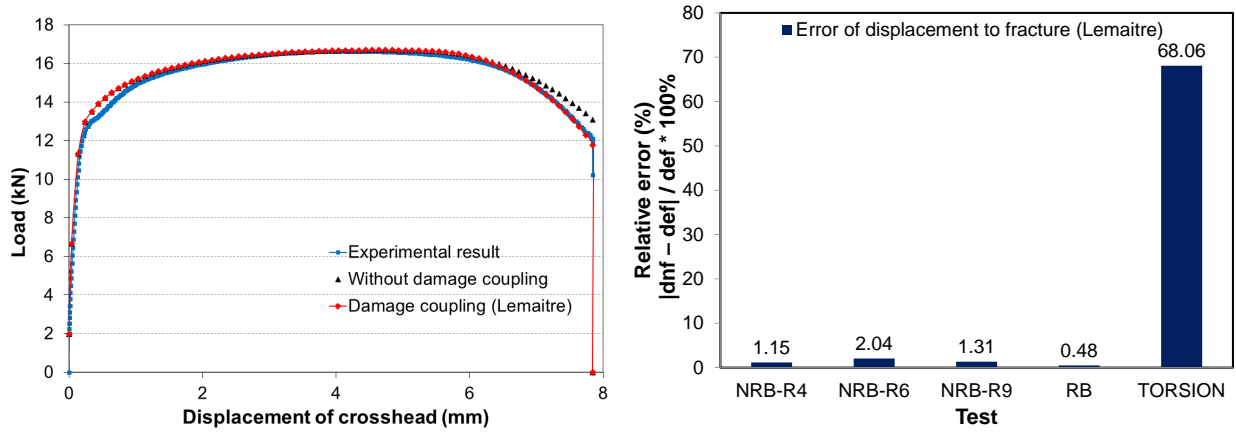 18
16
14
12
10
8
6
4
2
0
0
2
4
6
8
Load (kN)
Displacement of crosshead (mm)
Experimental result
Without damage coupling
Damage coupling (Lemaitre)
80
70
60
50
40
30
20
10
0
Relative error (%)
|dnf – def| / def * 100%
Error of displacement to fracture (Lemaitre)
1.15
2.04
1.31
0.48
68.06
NRB-R4
NRB-R6
NRB-R9
RB
TORSION
Test